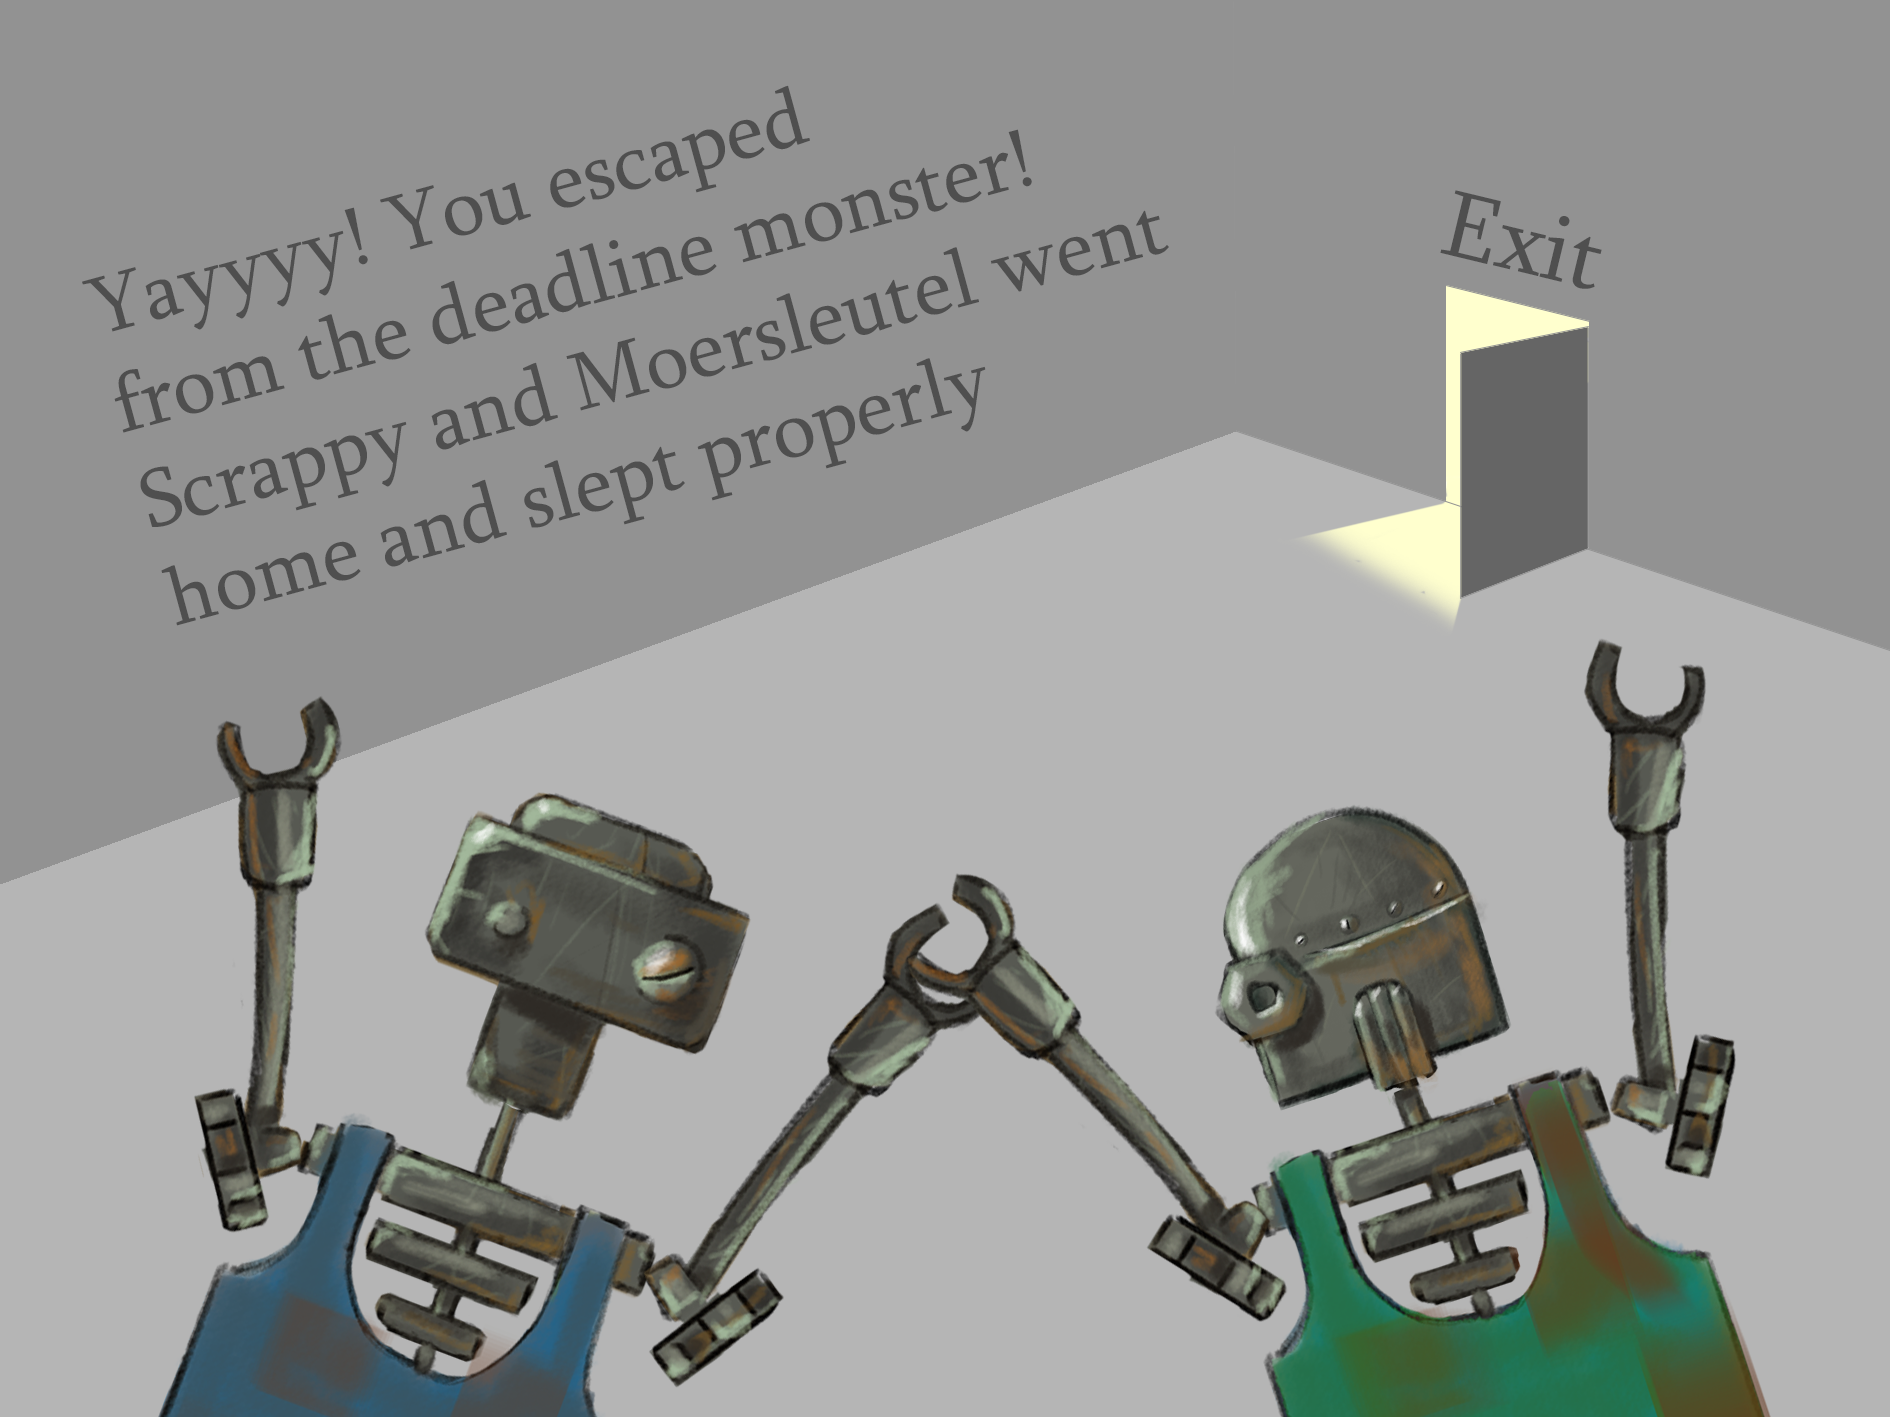 Yayyyy! You escaped
from the deadline monster!
Scrappy and Moersleutel went
home and slept properly
Exit